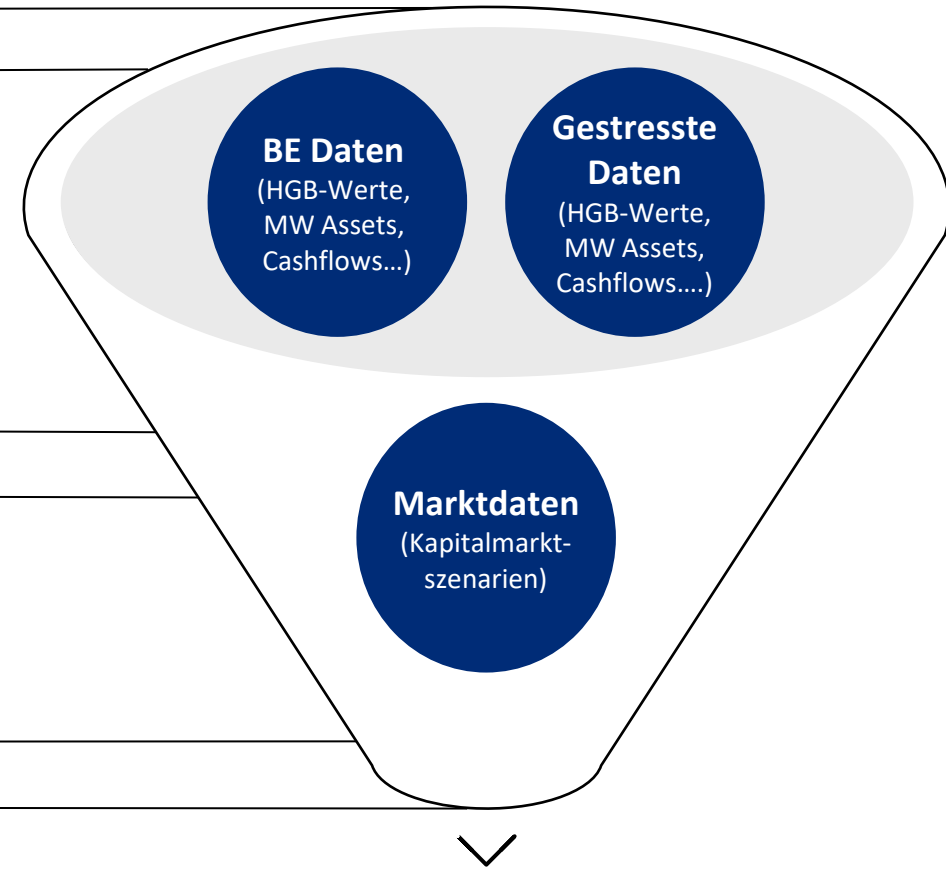 BE Daten
(HGB-Werte,
MW Assets,
Cashflows…)
Gestresste
Daten
(HGB-Werte,
MW Assets,
Cashflows….)
Marktdaten
(Kapitalmarkt-
szenarien)